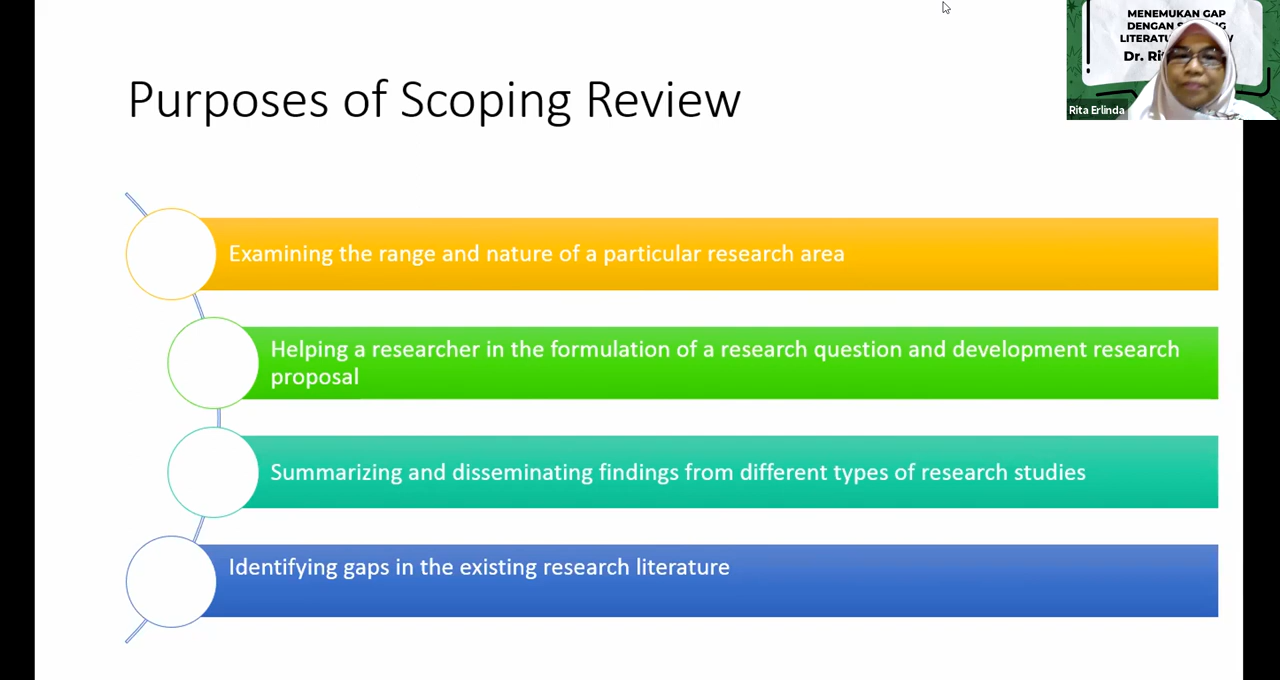 Purposes of Scoping Review
MENEMUKAN GAP
DENGAN
LITERATU
Dr. Ri
Rita Erlinda
Examining the range and nature of a particular research area
Helping a researcher in the formulation of a research question and development research
proposal
Summarizing and disseminating findings from different types of research studies
Identifying gaps in the existing research literature